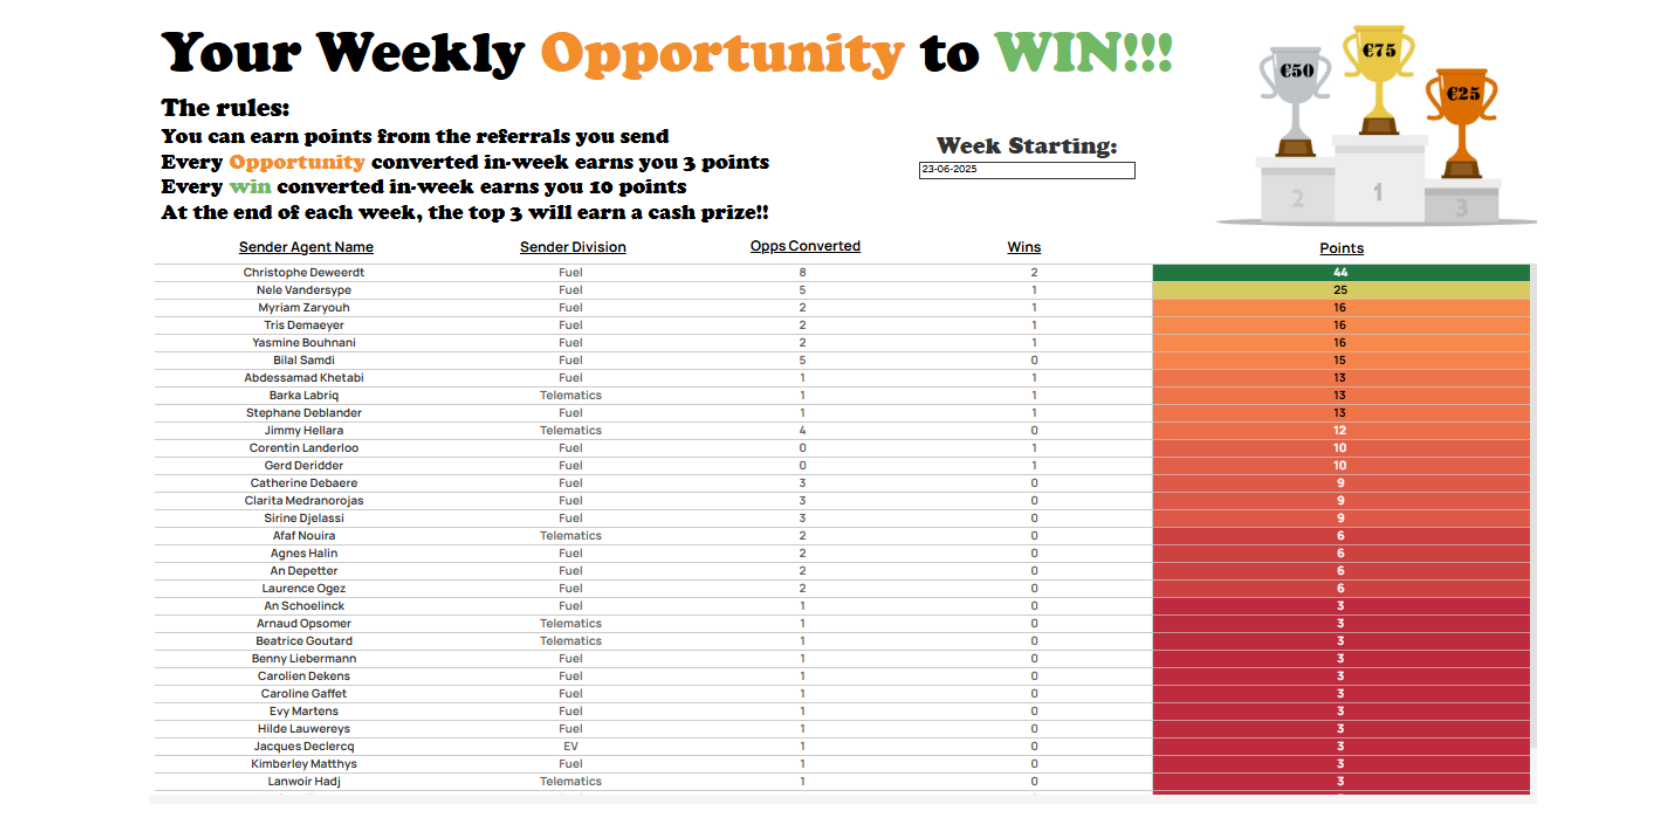 Your Weekly Opportunity to WIN!!!
€50
€75
€25
2
1
3
The rules:
You can earn points from the referrals you send
Every Opportunity converted in-week earns you 3 points
Every win converted in-week earns you 10 points
At the end of each week, the top 3 will earn a cash prize!!
Week Starting:
23-06-2025
Sender Agent Name Sender Division Opps Converted Wins Points
Christophe Deweerdt Fuel 8 2 44
Nele Vandersype Fuel 5 1 25
Myriam Zaryouh Fuel 2 1 16
Tris Demaeyer Fuel 2 1 16
Yasmine Bouhnani Fuel 2 1 16
Bilal Samdi Fuel 5 0 15
Abdessamad Khetabi Fuel 1 1 13
Barka Labriq Telematics 1 1 13
Stephane Deblander Fuel 1 1 13
Jimmy Hellara Telematics 4 0 12
Corentin Landerloo Fuel 0 1 10
Gerd Deridder Fuel 0 1 10
Catherine Debaere Fuel 3 0 9
Clarita Medranorojas Fuel 3 0 9
Sirine Djelassi Fuel 3 0 9
Afaf Nouira Telematics 2 0 6
Agnes Halin Fuel 2 0 6
An Depetter Fuel 2 0 6
Laurence Ogez Fuel 2 0 6
An Schoelinck Fuel 1 0 3
Arnaud Opsomer Telematics 1 0 3
Beatrice Goutard Telematics 1 0 3
Benny Liebermann Fuel 1 0 3
Carolien Dekens Fuel 1 0 3
Caroline Gaffet Fuel 1 0 3
Evy Martens Fuel 1 0 3
Hilde Lauwereys Fuel 1 0 3
Jacques Declercq EV 1 0 3
Kimberley Matthys Fuel 1 0 3
Lanwoir Hadj Telematics 1 0 3